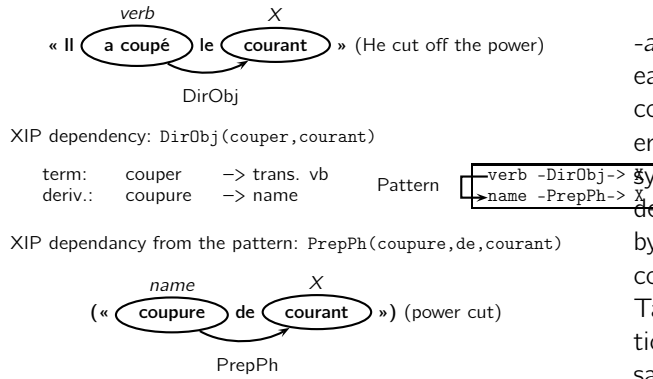 verb X
« Il a coupé le courant » (He cut off the power)
DirObj
XIP dependency: DirObj(couper,courant)
term: couper —> trans. vb
deriv.: coupure —> name
Pattern
verb -DirObj-> X
name -PrepPh-> X
XIP dependancy from the pattern: PrepPh(coupure,de,courant)
name X
(« coupure de courant ») (power cut)
PrepPh